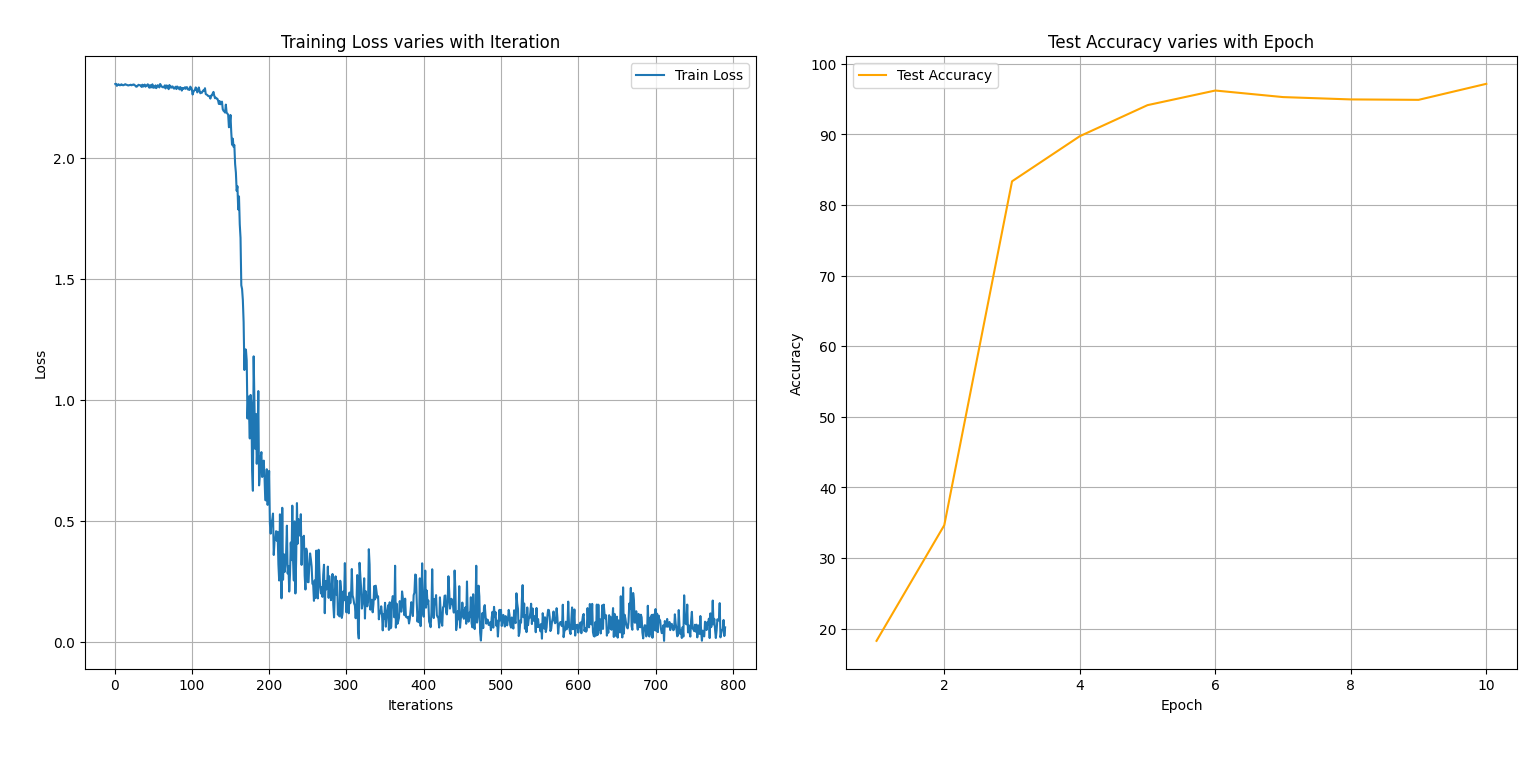 Training Loss varies with Iteration
Train Loss
Loss
2.0
1.5
1.0
0.5
0.0
0 100 200 300 400 500 600 700 800
Iterations
Test Accuracy varies with Epoch
Test Accuracy
Accuracy
100
90
80
70
60
50
40
30
20
2 4 6 8 10
Epoch